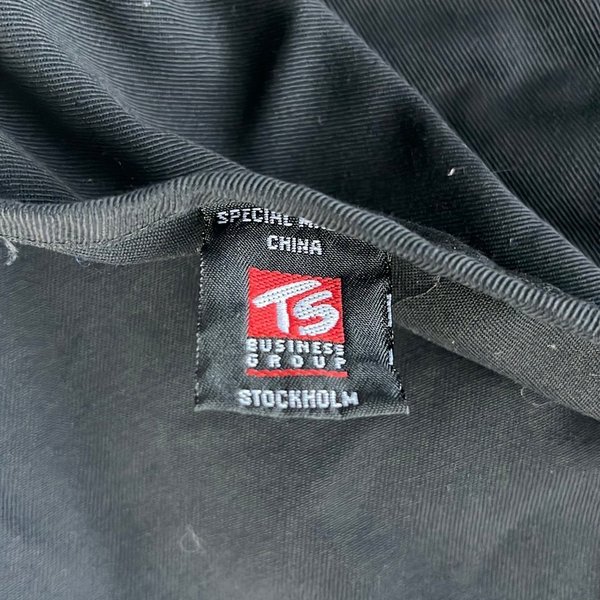 SPECIAL
CHINA
TS
BUSINESS
GROUP
STOCKHOLM